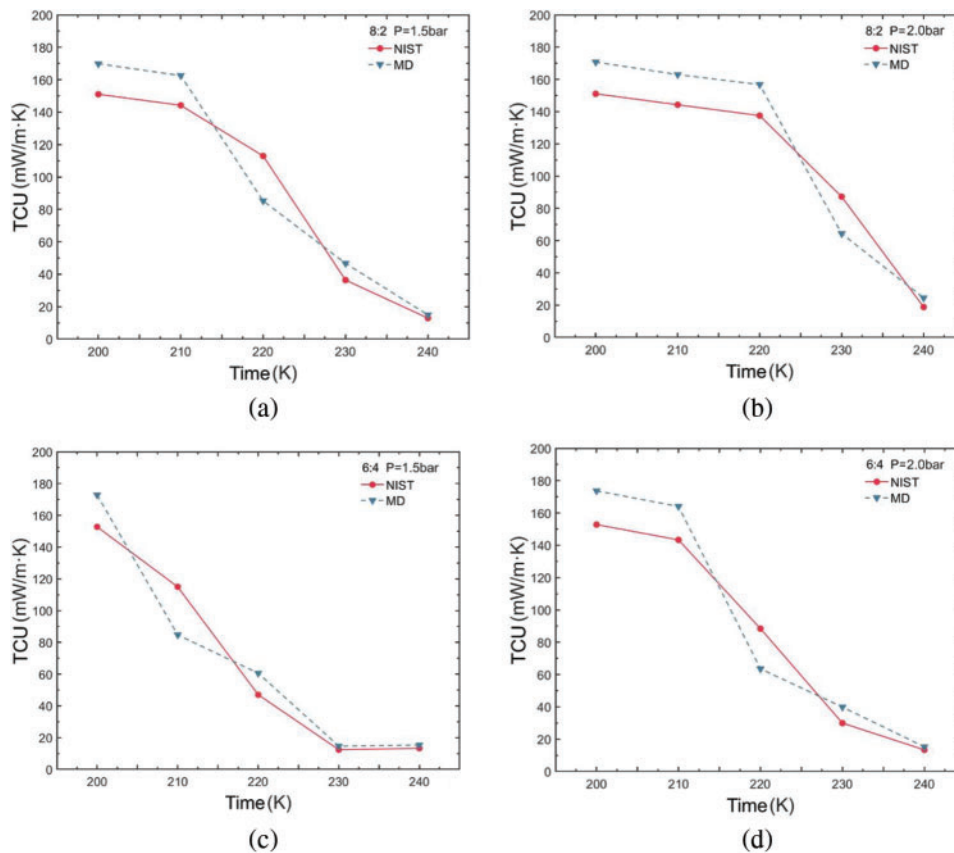 8:2 P=1.5bar
NIST
MD
200
180
160
140
120
100
80
60
40
20
0
TCU (mW/m·K)
200 210 220 230 240
Time(K)
(a)
8:2 P=2.0bar
NIST
MD
200
180
160
140
120
100
80
60
40
20
0
TCU (mW/m·K)
200 210 220 230 240
Time(K)
(b)
6:4 P=1.5bar
NIST
MD
200
180
160
140
120
100
80
60
40
20
0
TCU (mW/m·K)
200 210 220 230 240
Time(K)
(c)
6:4 P=2.0bar
NIST
MD
200
180
160
140
120
100
80
60
40
20
0
TCU (mW/m·K)
200 210 220 230 240
Time(K)
(d)